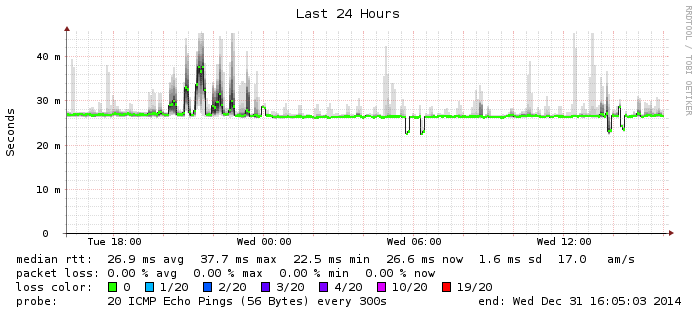 Last 24 Hours
RRDTOOL / TOBI OETIKER
Seconds
40 m
30 m
20 m
10 m
0
Tue 18:00 Wed 00:00 Wed 06:00 Wed 12:00
median rtt: 26.9 ms avg 37.7 ms max 22.5 ms min 26.6 ms now 1.6 ms sd 17.0 am/s
packet loss: 0.00 % avg 0.00 % max 0.00 % min 0.00 % now
loss color: 0 1/20 2/20 3/20 4/20 10/20 19/20
probe: 20 ICMP Echo Pings (56 Bytes) every 300s end: Wed Dec 31 16:05:03 2014